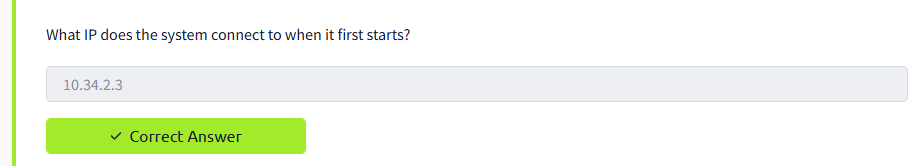 What IP does the system connect to when it first starts?
10.34.2.3
✓ Correct Answer